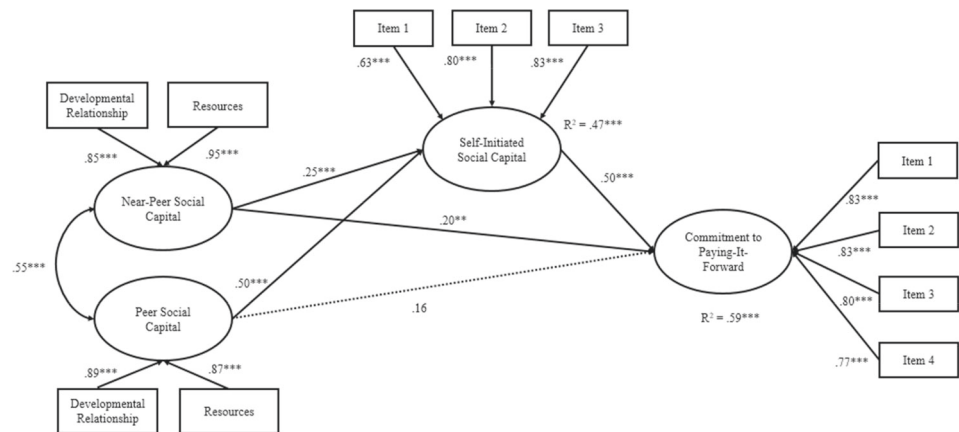 Item 1
Item 2
Item 3
.63***
.80***
.83***
Developmental
Relationship
Resources
.85***
.95***
Near-Peer Social
Capital
Self-Initiated
Social Capital
R² = .47***
.25***
.50***
.20**
.55***
.50***
.16
Peer Social
Capital
.89***
.87***
Developmental
Relationship
Resources
Commitment to
Paying-It-
Forward
R² = .59***
Item 1
.83***
Item 2
.83***
Item 3
.80***
Item 4
.77***